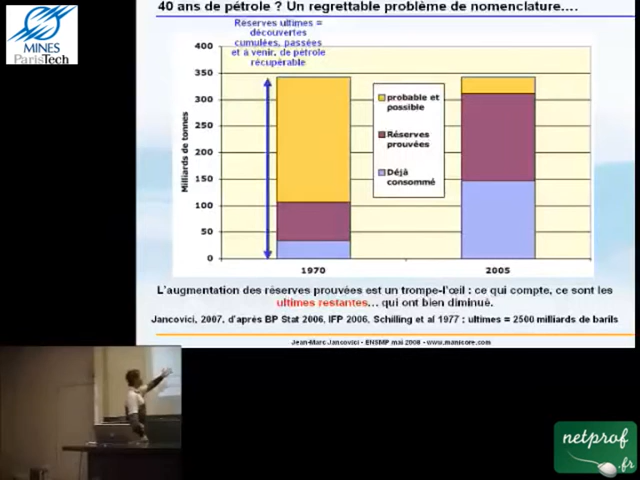 40 ans de pétrole ? Un regrettable problème de nomenclature….
MINES
ParisTech
Réserves ultimes =
découvertes
cumulées, passées
et à venir, de pétrole
récupérable
400
350
300
250
200
150
100
50
0
Milliards de tonnes
probable et
possible
Réserves
prouvées
Déjà
consommé
1970
2005
L'augmentation des réserves prouvées est un trompe-l'œil : ce qui compte, ce sont les
ultimes restantes… qui ont bien diminué.
Jancovici, 2007, d'après BP Stat 2006, IFP 2006, Schilling et al 1977 ; ultimes = 2500 milliards de barils
Jean-Marc Jancovici - ENSMP mai 2008 - www.manicore.com
netprof
.fr